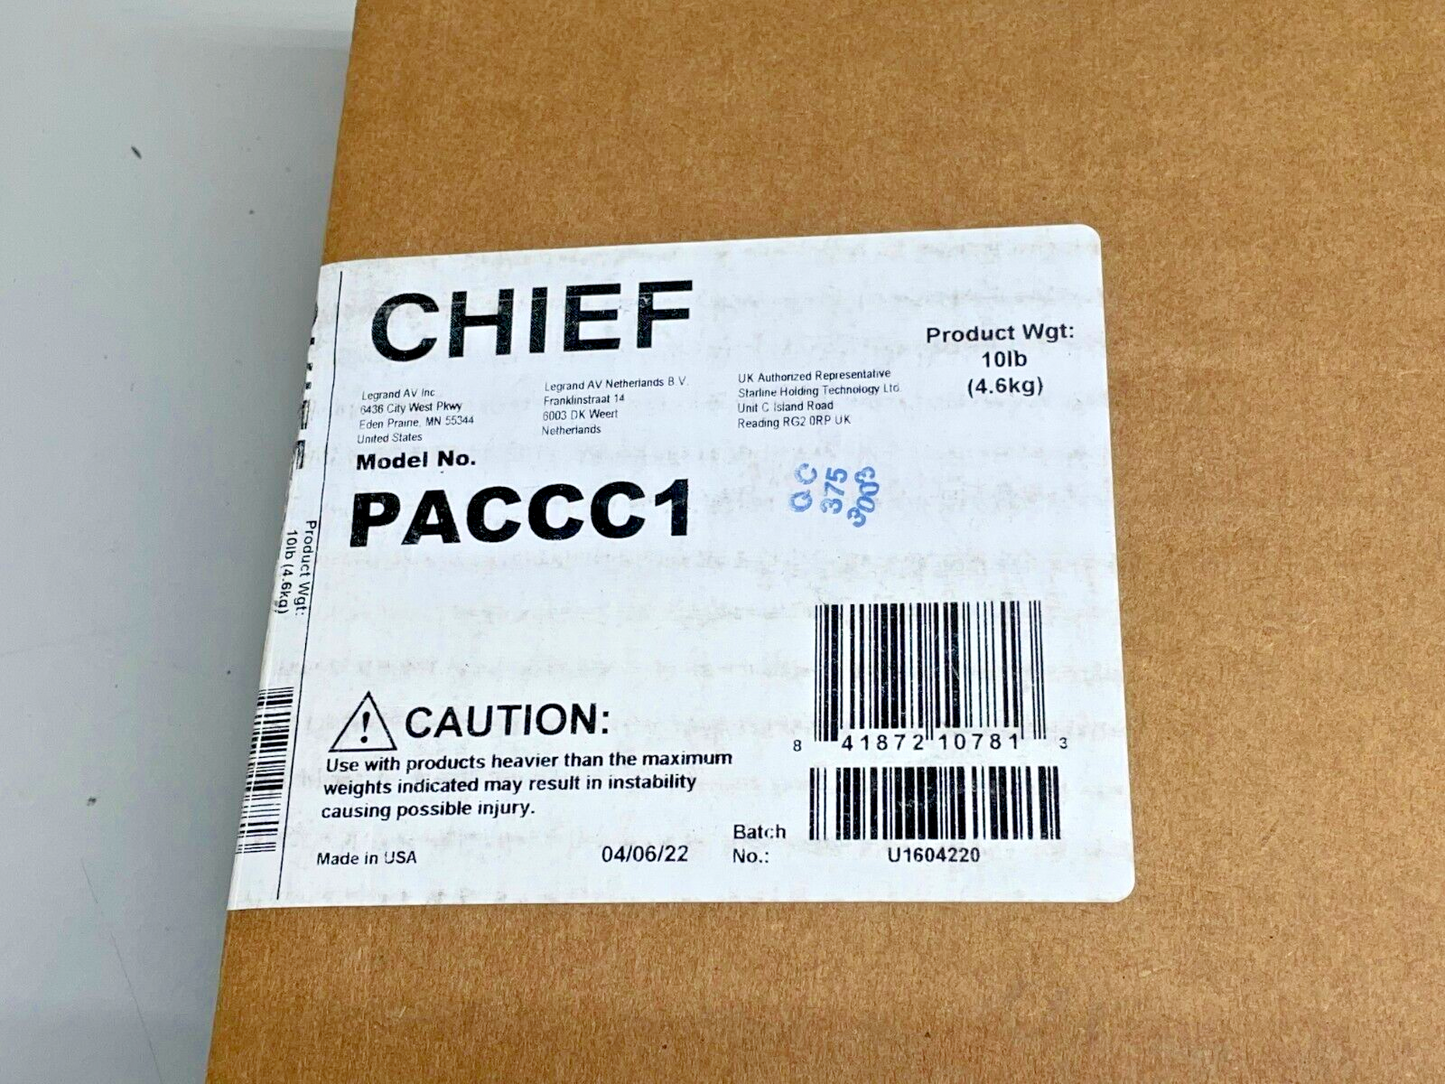 CHIEF
Product Wgt:
10lb
(4.6kg)
Legrand AV Inc
6436 City West Pkwy
Eden Prairie, MN 55344
United States
Legrand AV Netherlands B.V.
Franklinstraat 14
6003 DK Weert
Netherlands
UK Authorized Representative
Starline Holding Technology Ltd.
Unit C Island Road
Reading RG2 0RP UK
Model No.
PACCC1
QC
375
3003
8 41872 10781 3
CAUTION:
Use with products heavier than the maximum
weights indicated may result in instability
causing possible injury.
Made in USA
04/06/22
Batch
No.:
U1604220
Product Wgt:
10lb (4.6kg)